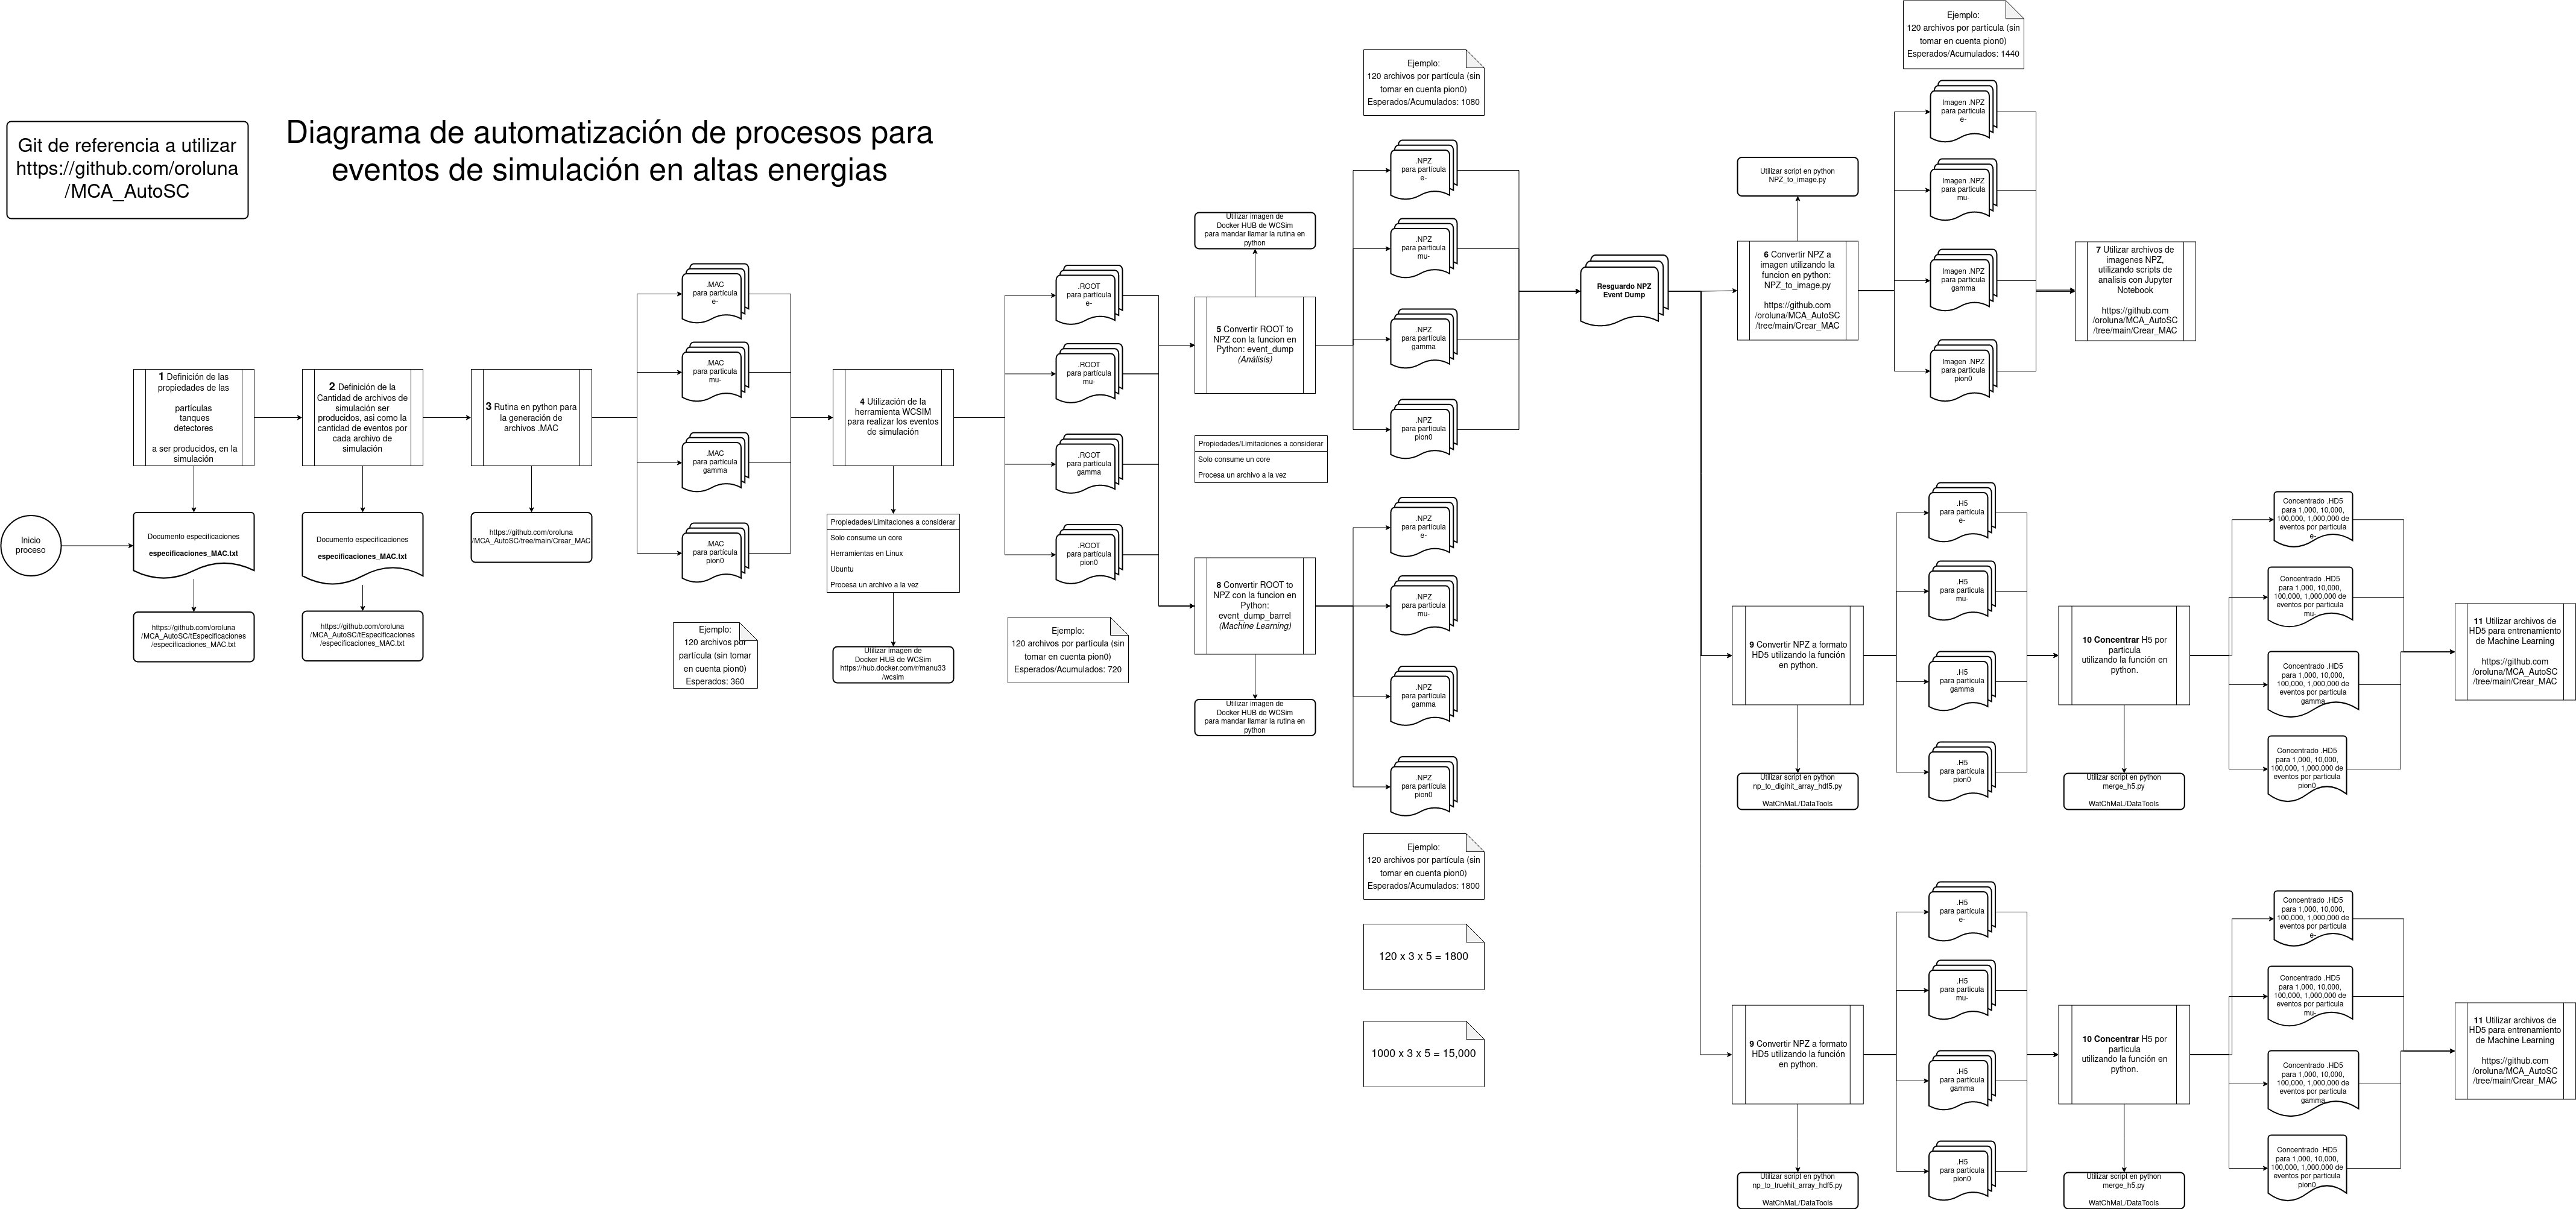 Git de referencia a utilizar
https://github.com/oroluna
/MCA_AutoSC
Diagrama de automatización de procesos para
eventos de simulación en altas energias
Inicio
proceso
1 Definición de las
propiedades de las
partículas
tanques
detectores
a ser producidos, en la
simulación
Documento especificaciones
especificaciones_MAC.txt
https://github.com/oroluna
/MCA_AutoSC/tEspecificaciones
/especificaciones_MAC.txt
2 Definición de la
Cantidad de archivos de
simulación ser
producidos, asi como la
cantidad de eventos por
cada archivo de
simulación
Documento especificaciones
especificaciones_MAC.txt
https://github.com/oroluna
/MCA_AutoSC/tEspecificaciones
/especificaciones_MAC.txt
3 Rutina en python para
la generación de
archivos .MAC
https://github.com/oroluna
/MCA_AutoSC/tree/main/Crear_MAC
.MAC
para partícula
e-
.MAC
para partícula
mu-
.MAC
para partícula
gamma
.MAC
para partícula
pion0
Ejemplo:
120 archivos por
partícula (sin tomar
en cuenta pion0)
Esperados: 360
4 Utilización de la
herramienta WCSIM
para realizar los eventos
de simulación
Propiedades/Limitaciones a considerar
Solo consume un core
Herramientas en Linux
Ubuntu
Procesa un archivo a la vez
Utilizar imagen de
Docker HUB de WCSim
https://hub.docker.com/r/manu33
/wcsim
.ROOT
para partícula
e-
.ROOT
para partícula
mu-
.ROOT
para partícula
gamma
.ROOT
para partícula
pion0
Ejemplo:
120 archivos por partícula (sin
tomar en cuenta pion0)
Esperados/Acumulados: 720
Utilizar imagen de
Docker HUB de WCSim
para mandar llamar la rutina en
python
5 Convertir ROOT to
NPZ con la funcion en
Python: event_dump
(Análisis)
Propiedades/Limitaciones a considerar
Solo consume un core
Procesa un archivo a la vez
8 Convertir ROOT to
NPZ con la funcion en
Python:
event_dump_barrel
(Machine Learning)
Utilizar imagen de
Docker HUB de WCSim
para mandar llamar la rutina en
python
Ejemplo:
120 archivos por partícula (sin
tomar en cuenta pion0)
Esperados/Acumulados: 1080
.NPZ
para partícula
e-
.NPZ
para partícula
mu-
.NPZ
para partícula
gamma
.NPZ
para partícula
pion0
.NPZ
para partícula
e-
.NPZ
para partícula
mu-
.NPZ
para partícula
gamma
.NPZ
para partícula
pion0
Ejemplo:
120 archivos por partícula (sin
tomar en cuenta pion0)
Esperados/Acumulados: 1800
120 x 3 x 5 = 1800
1000 x 3 x 5 = 15,000
Resguardo NPZ
Event Dump
Utilizar script en python
NPZ_to_image.py
6 Convertir NPZ a
imagen utilizando la
funcion en python:
NPZ_to_image.py
https://github.com
/oroluna/MCA_AutoSC
/tree/main/Crear_MAC
Ejemplo:
120 archivos por partícula (sin
tomar en cuenta pion0)
Esperados/Acumulados: 1440
Imagen .NPZ
para partícula
e-
Imagen .NPZ
para partícula
mu-
Imagen .NPZ
para partícula
gamma
Imagen .NPZ
para partícula
pion0
7 Utilizar archivos de
imagenes NPZ,
utilizando scripts de
analisis con Jupyter
Notebook
https://github.com
/oroluna/MCA_AutoSC
/tree/main/Crear_MAC
9 Convertir NPZ a formato
HD5 utilizando la función
en python.
Utilizar script en python
np_to_digihit_array_hdf5.py
WatChMaL/DataTools
.H5
para partícula
e-
.H5
para partícula
mu-
.H5
para partícula
gamma
.H5
para partícula
pion0
10 Concentrar H5 por
particula
utilizando la función en
python.
Utilizar script en python
merge_h5.py
WatChMaL/DataTools
Concentrado .HD5
para 1,000, 10,000,
100,000, 1,000,000 de
eventos por particula
e-
Concentrado .HD5
para 1,000, 10,000,
100,000, 1,000,000 de
eventos por particula
mu-
Concentrado .HD5
para 1,000, 10,000,
100,000, 1,000,000 de
eventos por particula
gamma
Concentrado .HD5
para 1,000, 10,000,
100,000, 1,000,000 de
eventos por particula
pion0
11 Utilizar archivos de
HD5 para entrenamiento
de Machine Learning
https://github.com
/oroluna/MCA_AutoSC
/tree/main/Crear_MAC
9 Convertir NPZ a formato
HD5 utilizando la función
en python.
Utilizar script en python
np_to_truehit_array_hdf5.py
WatChMaL/DataTools
.H5
para partícula
e-
.H5
para partícula
mu-
.H5
para partícula
gamma
.H5
para partícula
pion0
10 Concentrar H5 por
particula
utilizando la función en
python.
Utilizar script en python
merge_h5.py
WatChMaL/DataTools
Concentrado .HD5
para 1,000, 10,000,
100,000, 1,000,000 de
eventos por particula
e-
Concentrado .HD5
para 1,000, 10,000,
100,000, 1,000,000 de
eventos por particula
mu-
Concentrado .HD5
para 1,000, 10,000,
100,000, 1,000,000 de
eventos por particula
gamma
Concentrado .HD5
para 1,000, 10,000,
100,000, 1,000,000 de
eventos por particula
pion0
11 Utilizar archivos de
HD5 para entrenamiento
de Machine Learning
https://github.com
/oroluna/MCA_AutoSC
/tree/main/Crear_MAC